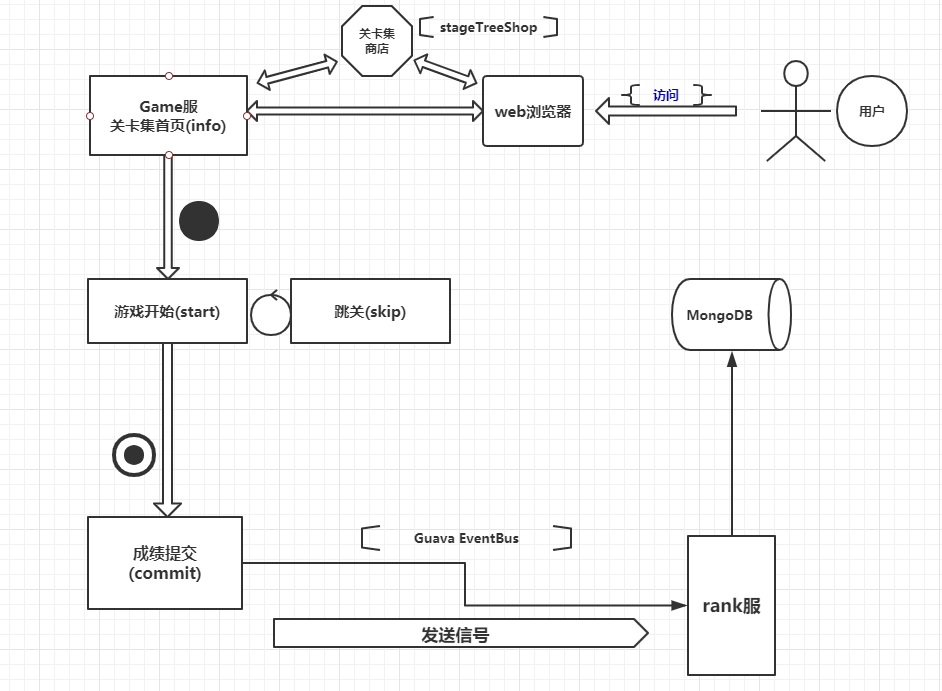 关卡集
商店
stageTreeShop
Game服
关卡集首页(info)
web浏览器
访问
用户
游戏开始(start)
跳关(skip)
MongoDB
成绩提交
(commit)
Guava EventBus
rank服
发送信号